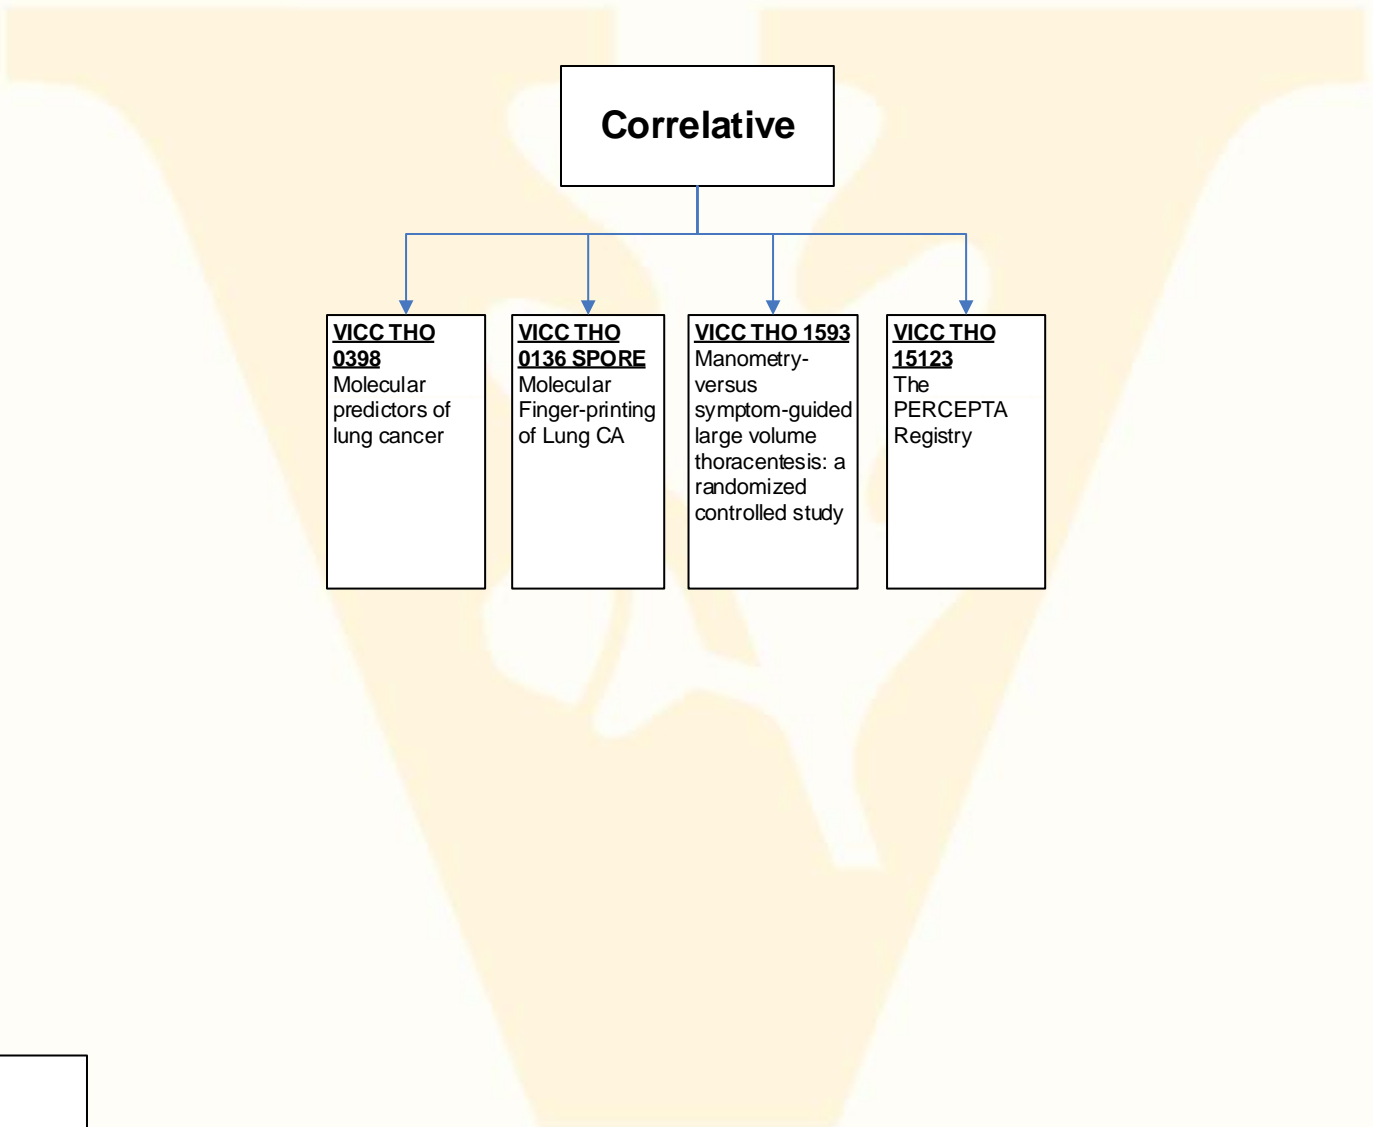 Correlative
VICC THO
0398
Molecular
predictors of
lung cancer
VICC THO
0136 SPORE
Molecular
Finger-printing
of Lung CA
VICC THO 1593
Manometry-
versus
symptom-guided
large volume
thoracentesis: a
randomized
controlled study
VICC THO
15123
The
PERCEPTA
Registry